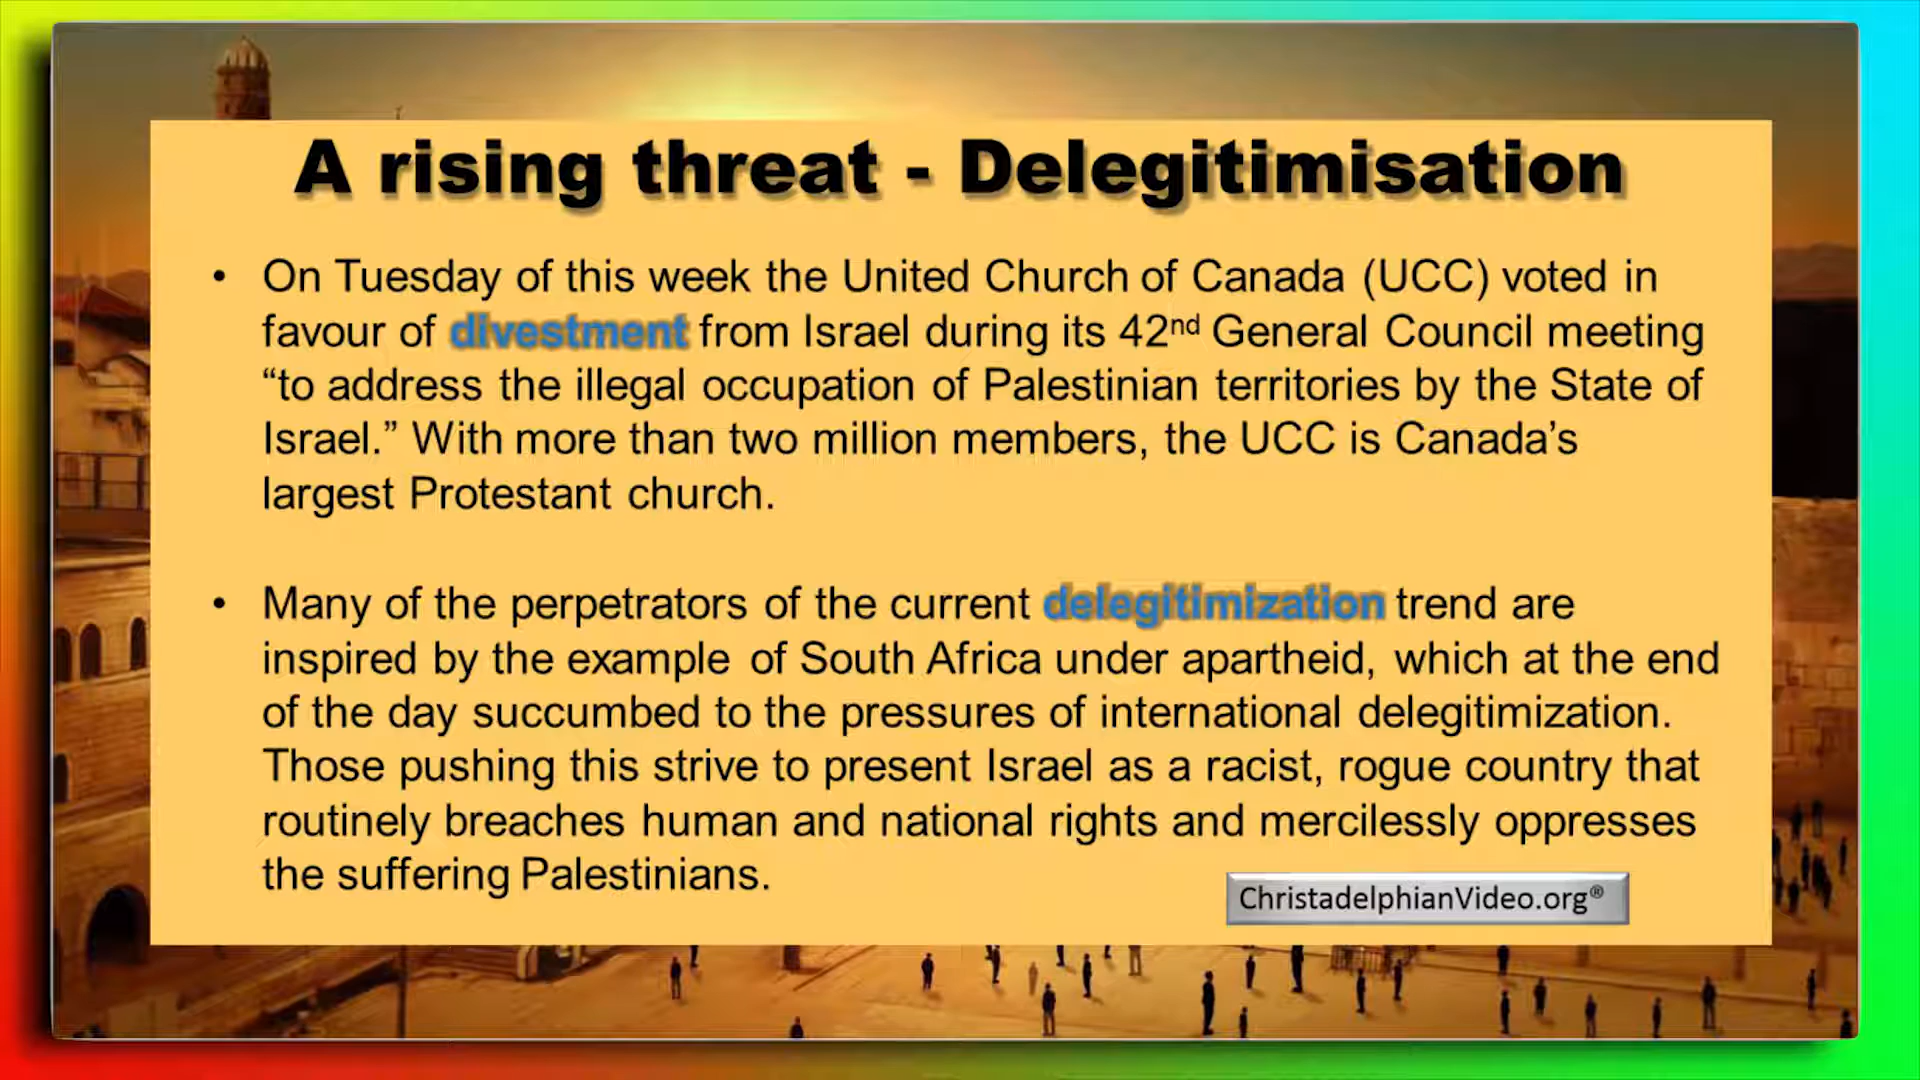 A rising threat - Delegitimisation
• On Tuesday of this week the United Church of Canada (UCC) voted in
favour of divestment from Israel during its 42nd General Council meeting
“to address the illegal occupation of Palestinian territories by the State of
Israel.” With more than two million members, the UCC is Canada’s
largest Protestant church.
• Many of the perpetrators of the current delegitimization trend are
inspired by the example of South Africa under apartheid, which at the end
of the day succumbed to the pressures of international delegitimization.
Those pushing this strive to present Israel as a racist, rogue country that
routinely breaches human and national rights and mercilessly oppresses
the suffering Palestinians.
ChristadelphianVideo.org®